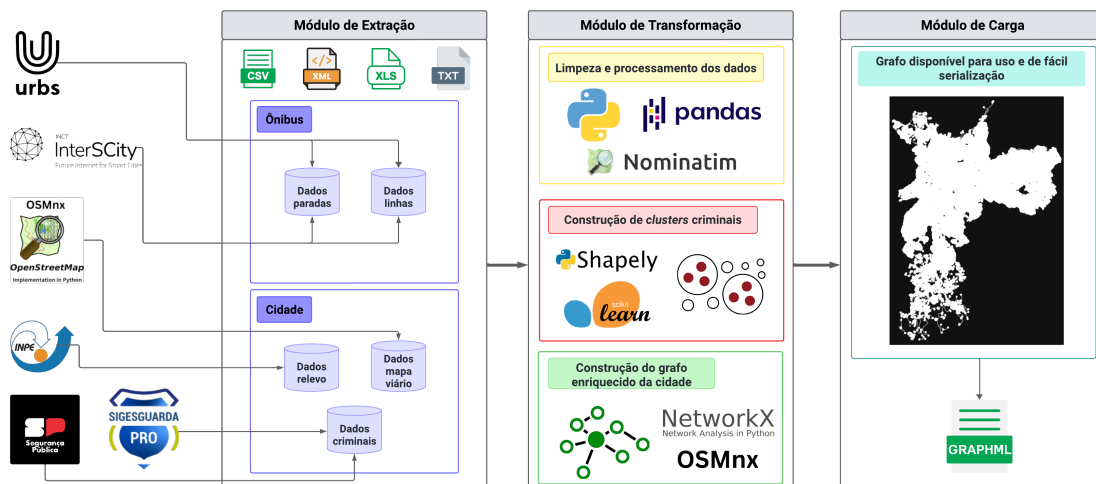 urbs
INCT
InterSCity
Future Internet for Smart Cities
OSMnx
OpenStreetMap
Implementation in Python
INPE
Segurança
Pública
SIGESGUARDA
PRO
Módulo de Extração
CSV
XML
XLS
TXT
Ônibus
Dados
paradas
Dados
linhas
Cidade
Dados
relevo
Dados
mapa
viário
Dados
criminais
Módulo de Transformação
Limpeza e processamento dos dados
pandas
Nominatim
Construção de clusters criminais
Shapely
scikit
learn
Construção do grafo
enriquecido da cidade
NetworkX
Network Analysis in Python
OSMnx
Módulo de Carga
Grafo disponível para uso e de fácil
serialização
GRAPHML